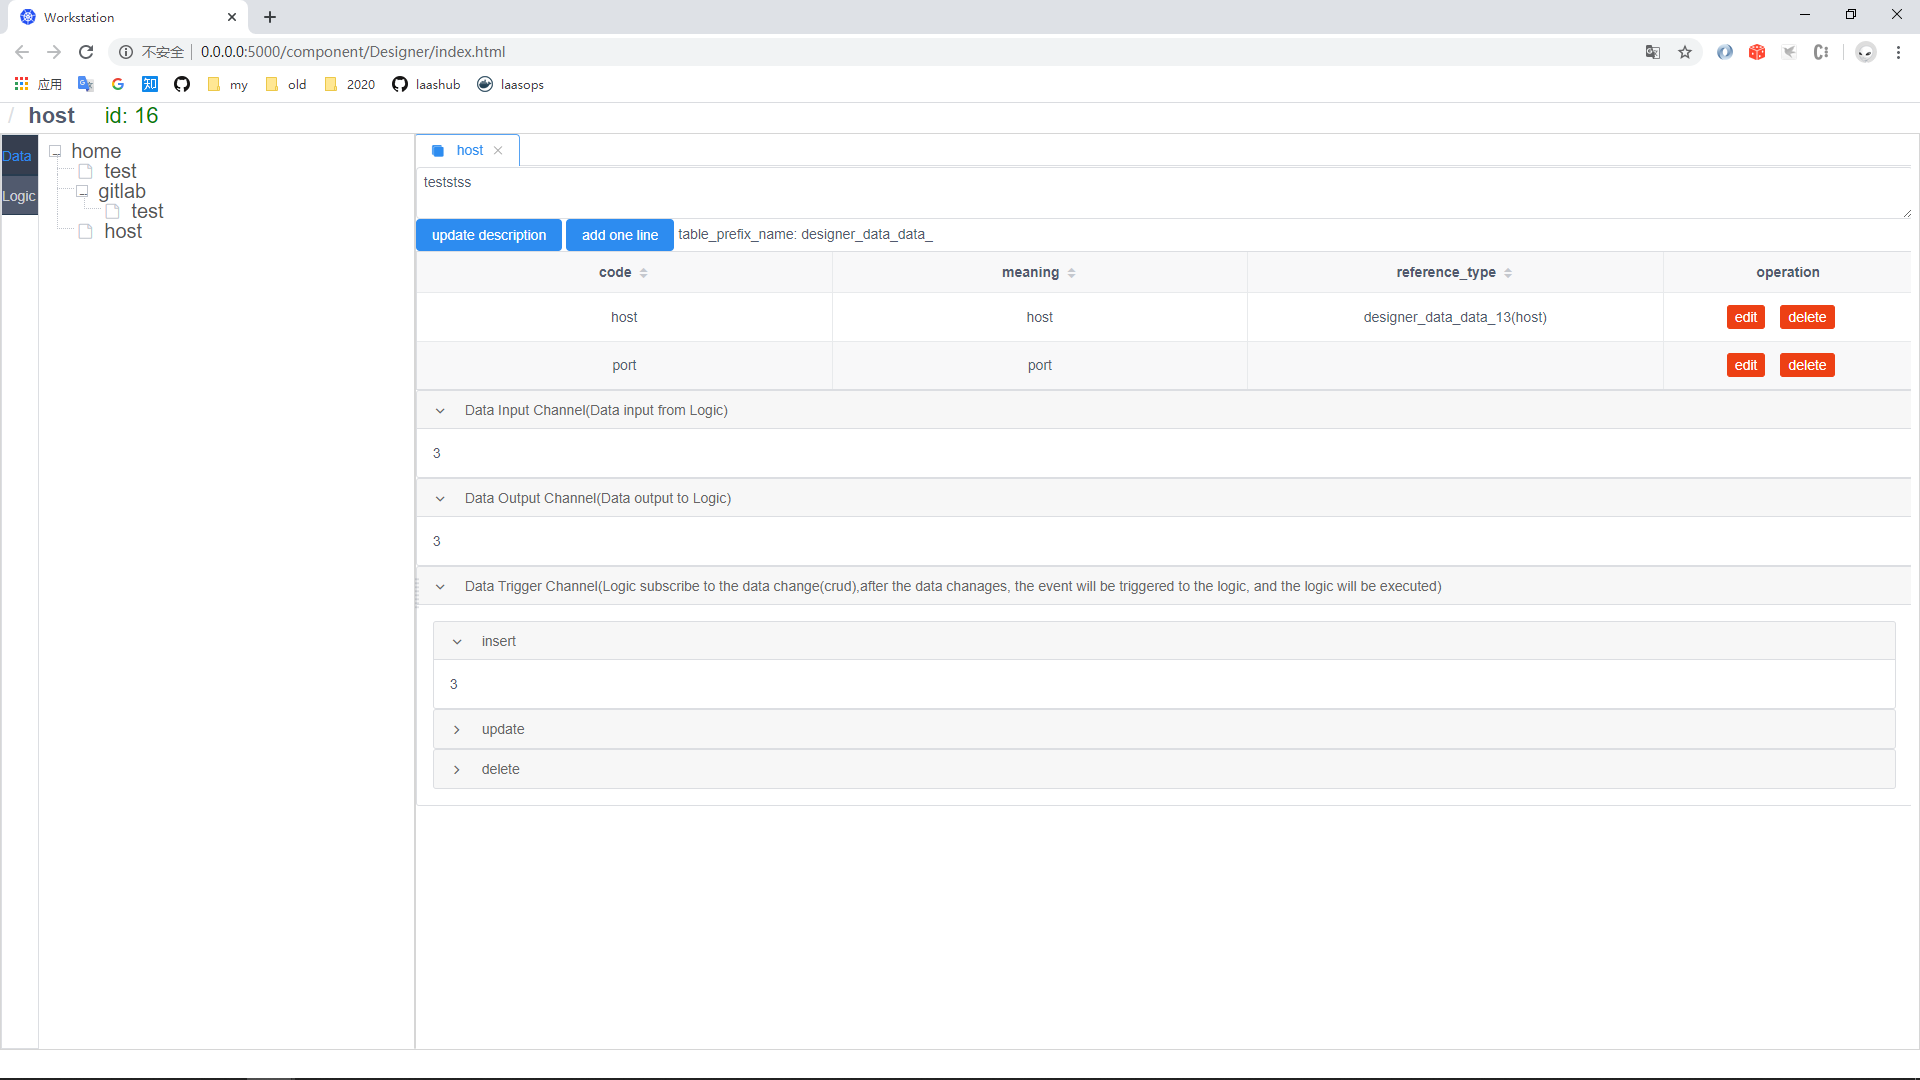 Workstation
不安全 0.0.0.0:5000/component/Designer/index.html
应用 知 my old 2020 laashub laasops
/ host id: 16
Data
Logic
home
test
gitlab
test
host
host
teststss
update description add one line table_prefix_name: designer_data_data_
code meaning reference_type operation
host host designer_data_data_13(host) edit delete
port port edit delete
Data Input Channel(Data input from Logic)
3
Data Output Channel(Data output to Logic)
3
Data Trigger Channel(Logic subscribe to the data change(crud),after the data chanages, the event will be triggered to the logic, and the logic will be executed)
insert
3
update
delete